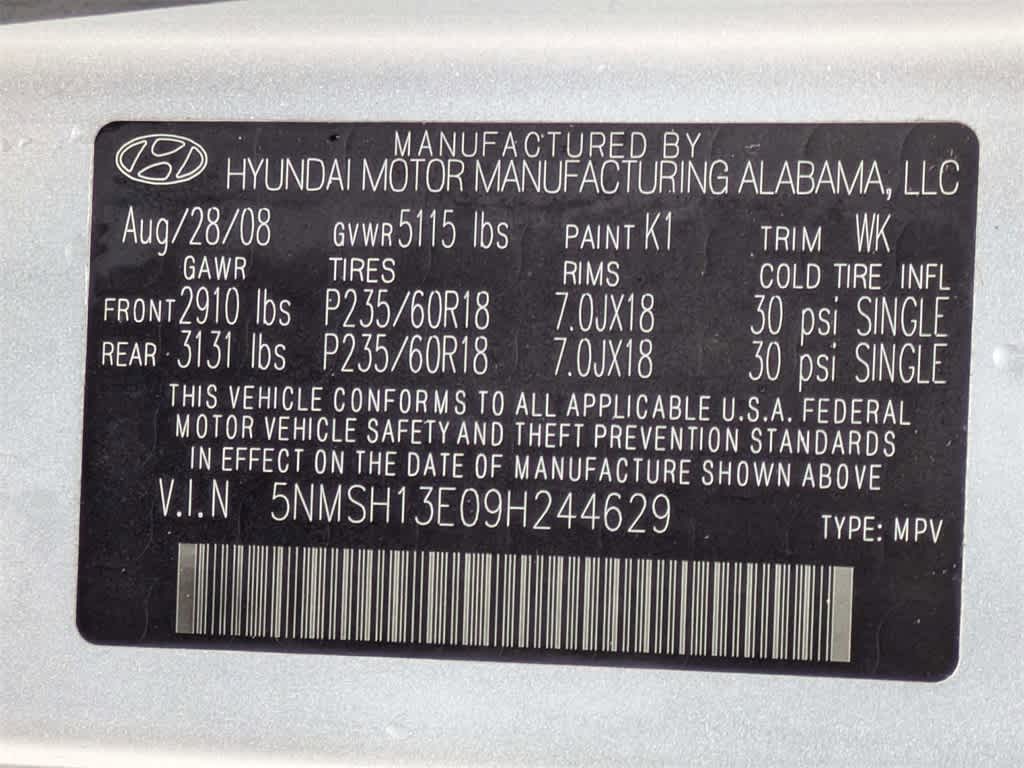 MANUFACTURED BY
HYUNDAI MOTOR MANUFACTURING ALABAMA, LLC
Aug/28/08 GVWR 5115 lbs PAINT K1 TRIM WK
GAWR TIRES RIMS COLD TIRE INFL
FRONT 2910 lbs P235/60R18 7.0JX18 30 psi SINGLE
REAR 3131 lbs P235/60R18 7.0JX18 30 psi SINGLE
THIS VEHICLE CONFORMS TO ALL APPLICABLE U.S.A. FEDERAL
MOTOR VEHICLE SAFETY AND THEFT PREVENTION STANDARDS
IN EFFECT ON THE DATE OF MANUFACTURE SHOWN ABOVE
V.I.N 5NMSH13E09H244629
TYPE: MPV